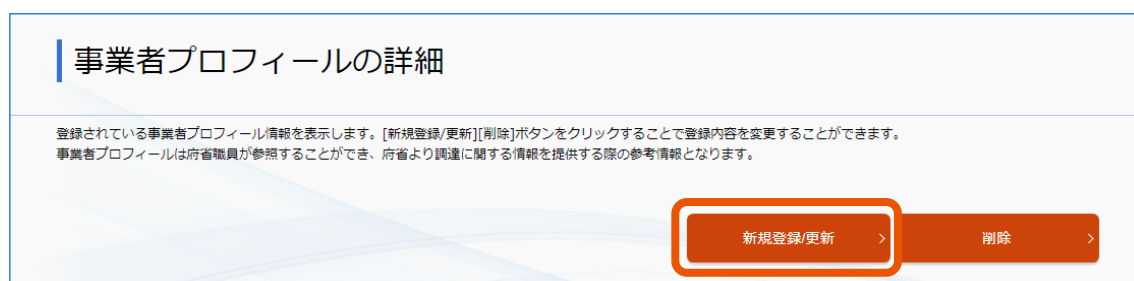 事業者プロフィールの詳細
登録されている事業者プロフィール情報を表示します。[新規登録/更新][削除]ボタンをクリックすることで登録内容を変更することができます。
事業者プロフィールは府省職員が参照することができ、府省より調達に関する情報を提供する際の参考情報となります。
新規登録/更新 削除